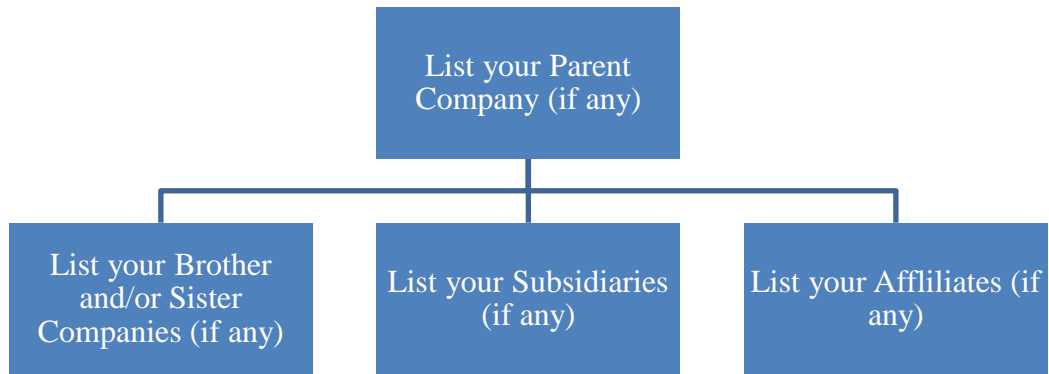 List your Parent
Company (if any)
List your Brother
and/or Sister
Companies (if any)
List your Subsidiaries
(if any)
List your Affliliates (if
any)